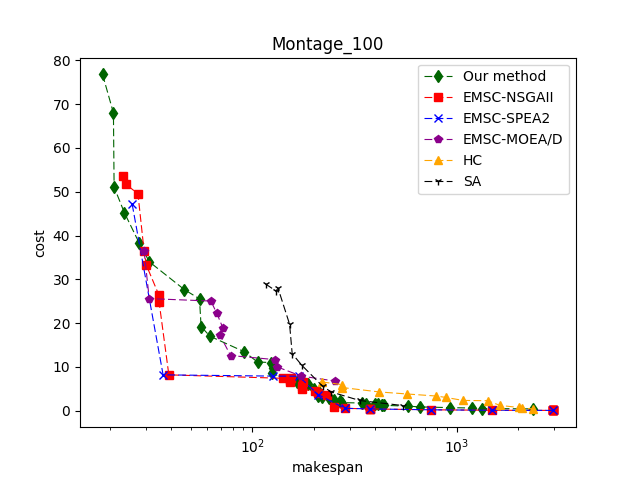 Montage_100
80
70
60
50
40
30
20
10
0
cost
Our method
EMSC-NSGAII
EMSC-SPEA2
EMSC-MOEA/D
HC
SA
10²
10³
makespan